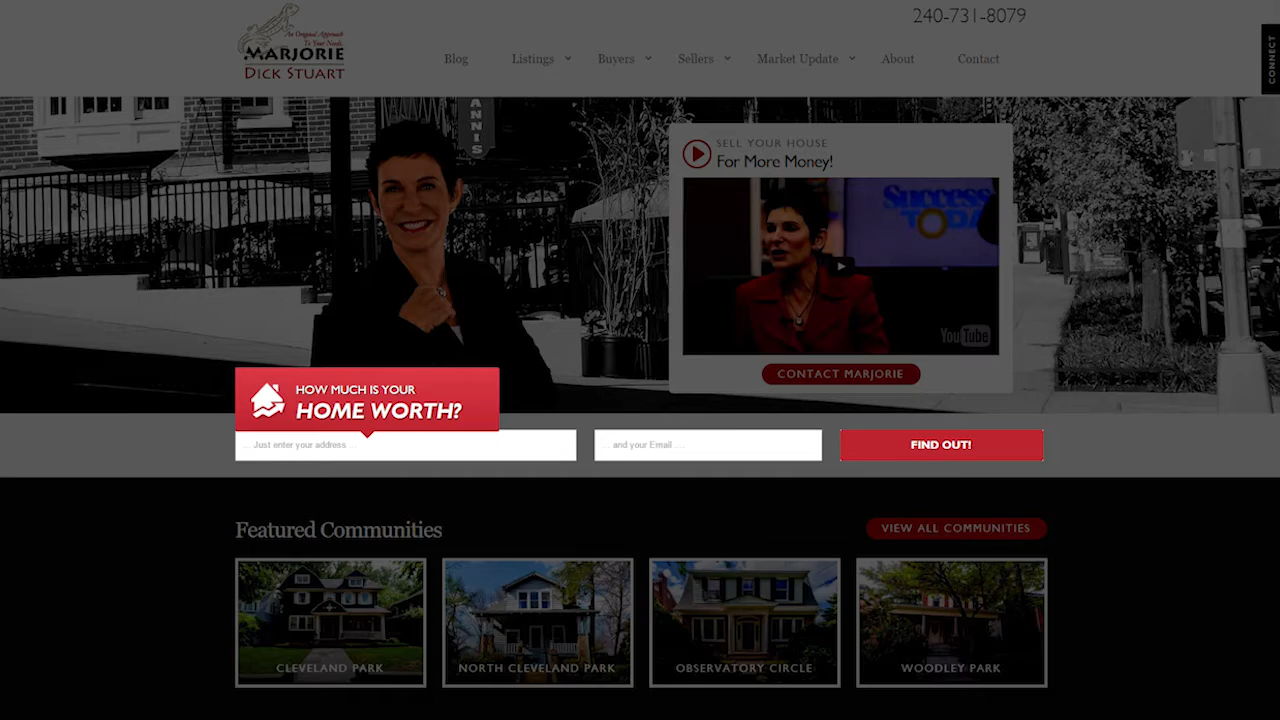 240-731-8079
An Original Approach
To Your Needs.
MARJORIE
DICK STUART
Blog
Listings
Buyers
Sellers
Market Update
About
Contact
CONNECT
ANNIS
SELL YOUR HOUSE
For More Money!
Success
TODAY
YouTube
CONTACT MARJORIE
HOW MUCH IS YOUR
HOME WORTH?
... Just enter your address ...
... and your Email ....
FIND OUT!
Featured Communities
VIEW ALL COMMUNITIES
CLEVELAND PARK
NORTH CLEVELAND PARK
OBSERVATORY CIRCLE
WOODLEY PARK